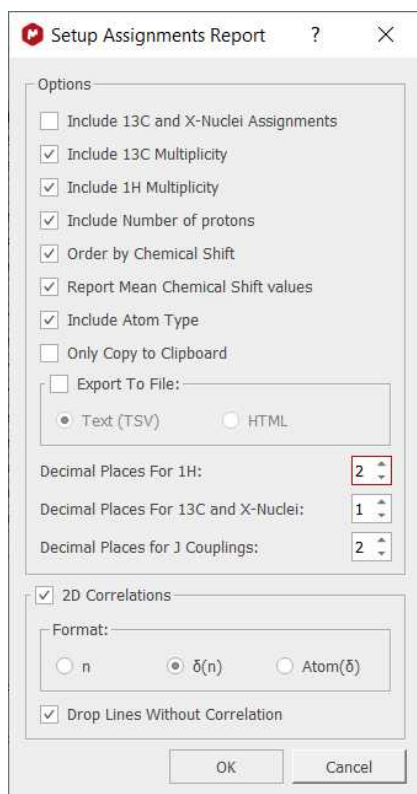 Setup Assignments Report ?
Options
Include 13C and X-Nuclei Assignments
Include 13C Multiplicity
Include 1H Multiplicity
Include Number of protons
Order by Chemical Shift
Report Mean Chemical Shift values
Include Atom Type
Only Copy to Clipboard
Export To File:
Text (TSV) HTML
Decimal Places For 1H: 2
Decimal Places For 13C and X-Nuclei: 1
Decimal Places for J Couplings: 2
2D Correlations
Format:
n δ(n) Atom(δ)
Drop Lines Without Correlation
OK Cancel